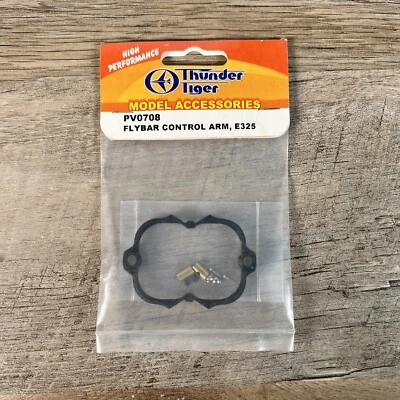 HIGH
PERFORMANCE
Thunder
Tiger
MODEL ACCESSORIES
PV0708
FLYBAR CONTROL ARM, E325